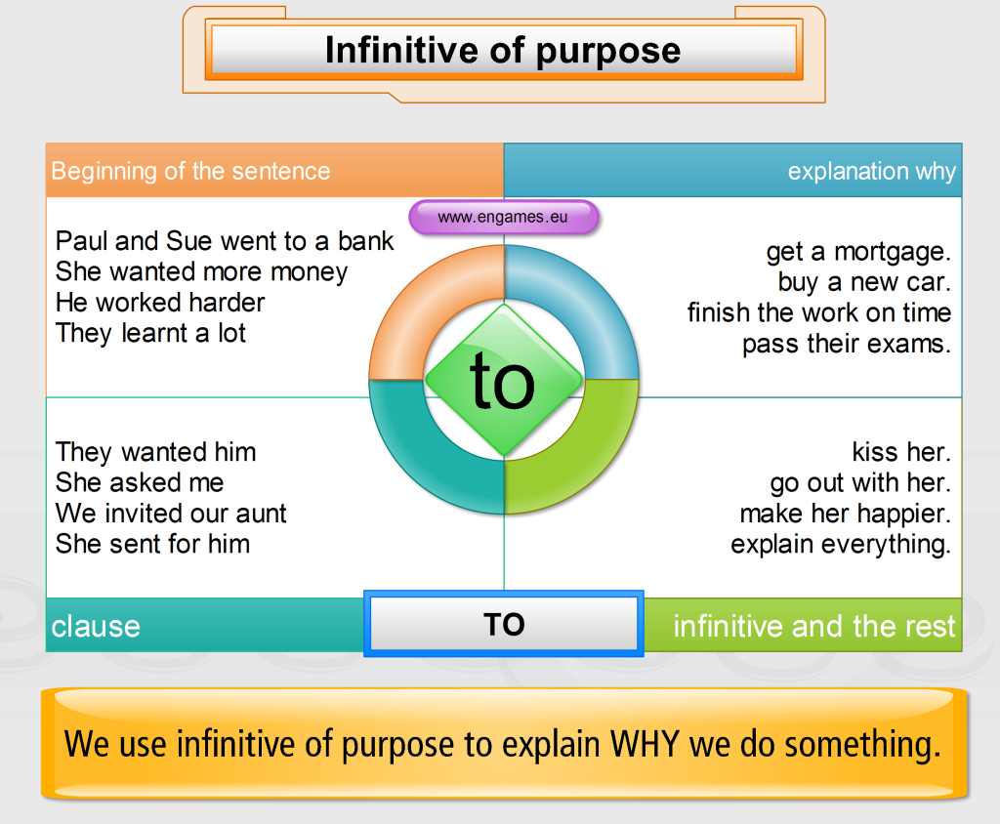 Infinitive of purpose
Beginning of the sentence
explanation why
www.engames.eu
Paul and Sue went to a bank
She wanted more money
He worked harder
They learnt a lot
get a mortgage.
buy a new car.
finish the work on time
pass their exams.
to
They wanted him
She asked me
We invited our aunt
She sent for him
kiss her.
go out with her.
make her happier.
explain everything.
clause
TO
infinitive and the rest
We use infinitive of purpose to explain WHY we do something.